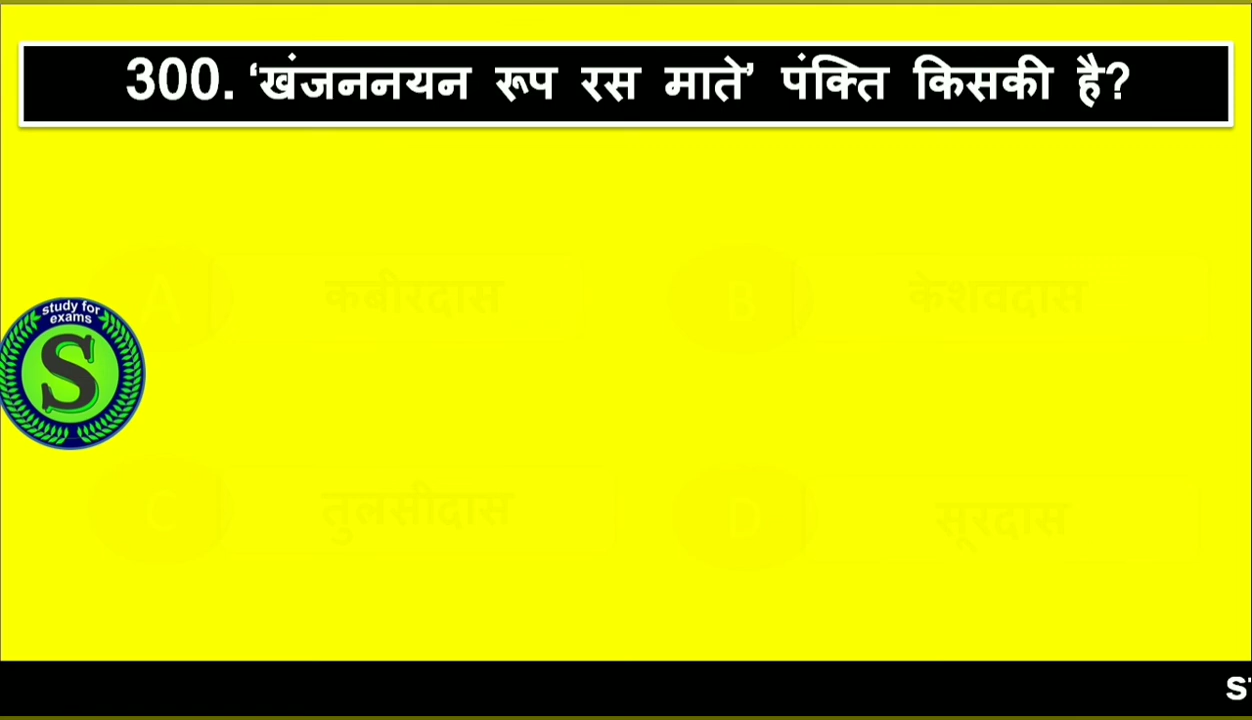 300. ‘खंजननयन रूप रस माते’ पंक्ति किसकी है?
A कबीरदास
B केशवदास
study for
exams
S
C तुलसीदास
D सूरदास